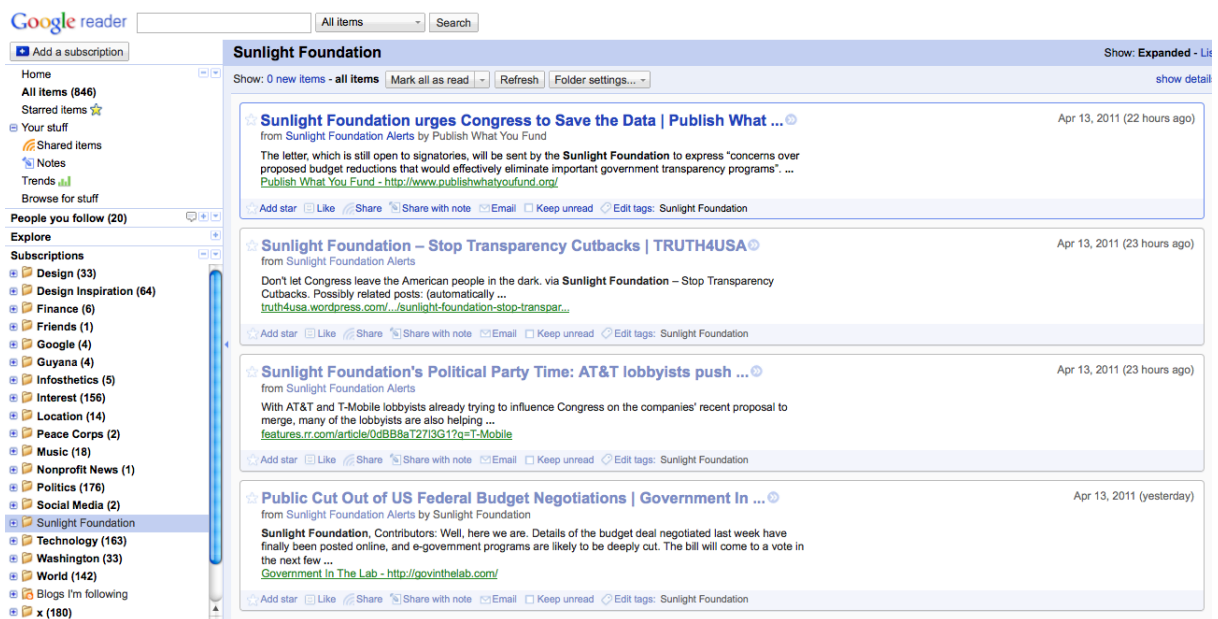 Google reader
All items
Search
Add a subscription
Home
All items (846)
Starred items
Your stuff
Shared items
Notes
Trends
Browse for stuff
People you follow (20)
Explore
Subscriptions
Design (33)
Design Inspiration (64)
Finance (6)
Friends (1)
Google (4)
Guyana (4)
Infosthetics (5)
Interest (156)
Location (14)
Peace Corps (2)
Music (18)
Nonprofit News (1)
Politics (176)
Social Media (2)
Sunlight Foundation
Technology (163)
Washington (33)
World (142)
Blogs I'm following
x (180)
Sunlight Foundation
Show: Expanded - Lis
Show: 0 new items - all items Mark all as read Refresh Folder settings...
show details
Sunlight Foundation urges Congress to Save the Data | Publish What ...
Apr 13, 2011 (22 hours ago)
from Sunlight Foundation Alerts by Publish What You Fund
The letter, which is still open to signatories, will be sent by the Sunlight Foundation to express “concerns over
proposed budget reductions that would effectively eliminate important government transparency programs”. ...
Publish What You Fund - http://www.publishwhatyoufund.org/
Add star Like Share Share with note Email Keep unread Edit tags: Sunlight Foundation
Sunlight Foundation – Stop Transparency Cutbacks | TRUTH4USA
Apr 13, 2011 (23 hours ago)
from Sunlight Foundation Alerts
Don't let Congress leave the American people in the dark. via Sunlight Foundation – Stop Transparency
Cutbacks. Possibly related posts: (automatically ...
truth4usa.wordpress.com/.../sunlight-foundation-stop-transpar...
Add star Like Share Share with note Email Keep unread Edit tags: Sunlight Foundation
Sunlight Foundation's Political Party Time: AT&T lobbyists push ...
Apr 13, 2011 (23 hours ago)
from Sunlight Foundation Alerts
With AT&T and T-Mobile lobbyists already trying to influence Congress on the companies' recent proposal to
merge, many of the lobbyists are also helping ...
features.rr.com/article/0dBB8aT27I3G1?q=T-Mobile
Add star Like Share Share with note Email Keep unread Edit tags: Sunlight Foundation
Public Cut Out of US Federal Budget Negotiations | Government In ...
Apr 13, 2011 (yesterday)
from Sunlight Foundation Alerts by Sunlight Foundation
Sunlight Foundation, Contributors: Well, here we are. Details of the budget deal negotiated last week have
finally been posted online, and e-government programs are likely to be deeply cut. The bill will come to a vote in
the next few ...
Government In The Lab - http://govinthelab.com/
Add star Like Share Share with note Email Keep unread Edit tags: Sunlight Foundation